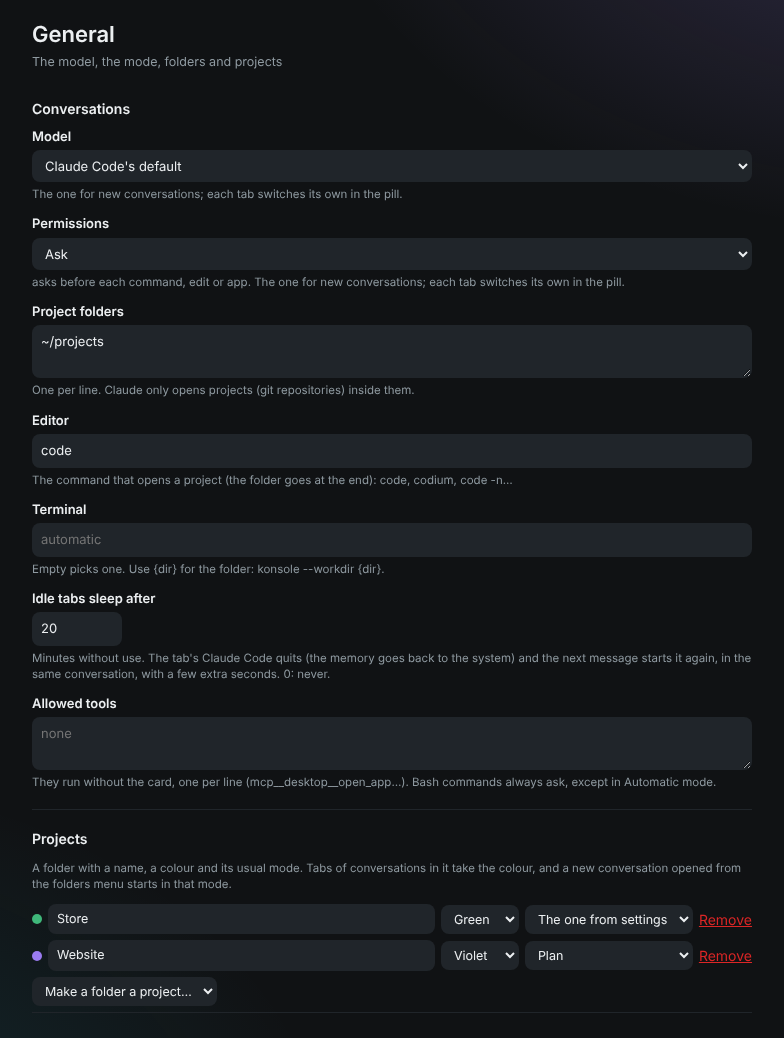 General
The model, the mode, folders and projects
Conversations
Model
Claude Code's default
The one for new conversations; each tab switches its own in the pill.
Permissions
Ask
asks before each command, edit or app. The one for new conversations; each tab switches its own in the pill.
Project folders
~/projects
One per line. Claude only opens projects (git repositories) inside them.
Editor
code
The command that opens a project (the folder goes at the end): code, codium, code -n...
Terminal
automatic
Empty picks one. Use {dir} for the folder: konsole --workdir {dir}.
Idle tabs sleep after
20
Minutes without use. The tab's Claude Code quits (the memory goes back to the system) and the next message starts it again, in the
same conversation, with a few extra seconds. 0: never.
Allowed tools
none
They run without the card, one per line (mcp__desktop__open_app...). Bash commands always ask, except in Automatic mode.
Projects
A folder with a name, a colour and its usual mode. Tabs of conversations in it take the colour, and a new conversation opened from
the folders menu starts in that mode.
Store Green The one from settings Remove
Website Violet Plan Remove
Make a folder a project...